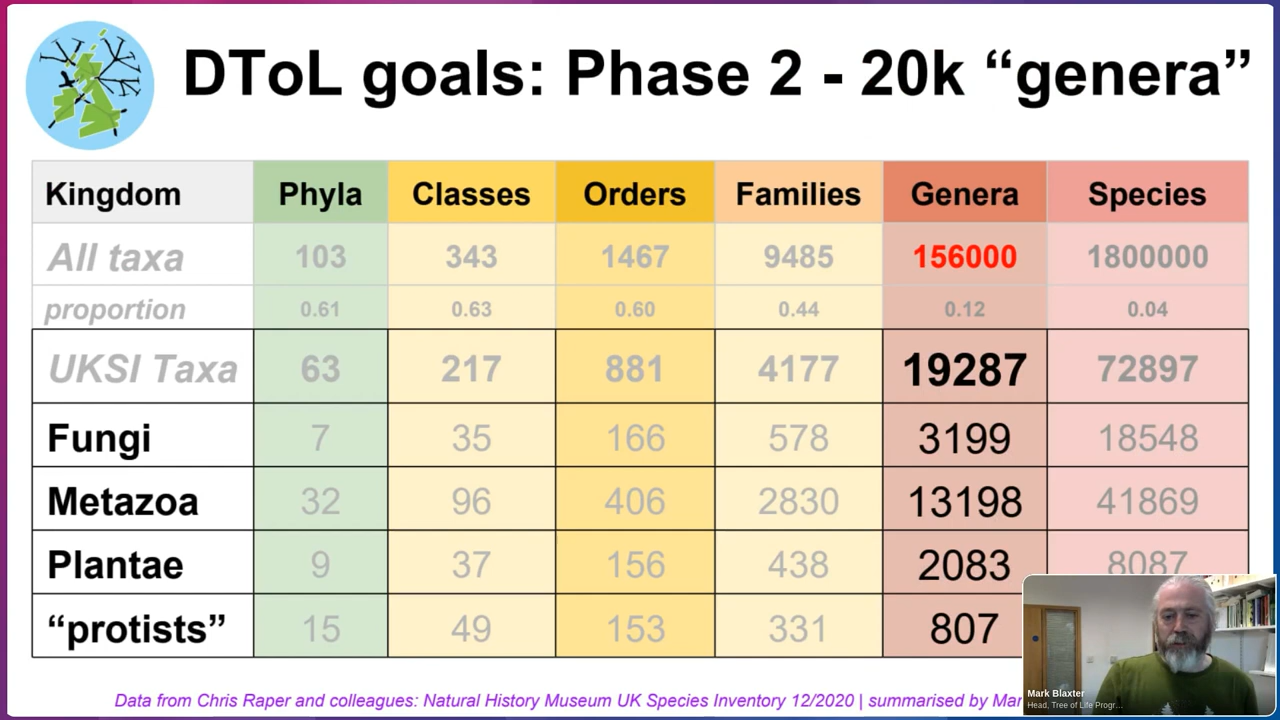 DToL goals: Phase 2 - 20k “genera”
Kingdom Phyla Classes Orders Families Genera Species
All taxa 103 343 1467 9485 156000 1800000
proportion 0.61 0.63 0.60 0.44 0.12 0.04
UKSI Taxa 63 217 881 4177 19287 72897
Fungi 7 35 166 578 3199 18548
Metazoa 32 96 406 2830 13198 41869
Plantae 9 37 156 438 2083 8087
“protists” 15 49 153 331 807
Data from Chris Raper and colleagues: Natural History Museum UK Species Inventory 12/2020 | summarised by Mar
Mark Blaxter
Head, Tree of Life Progr...